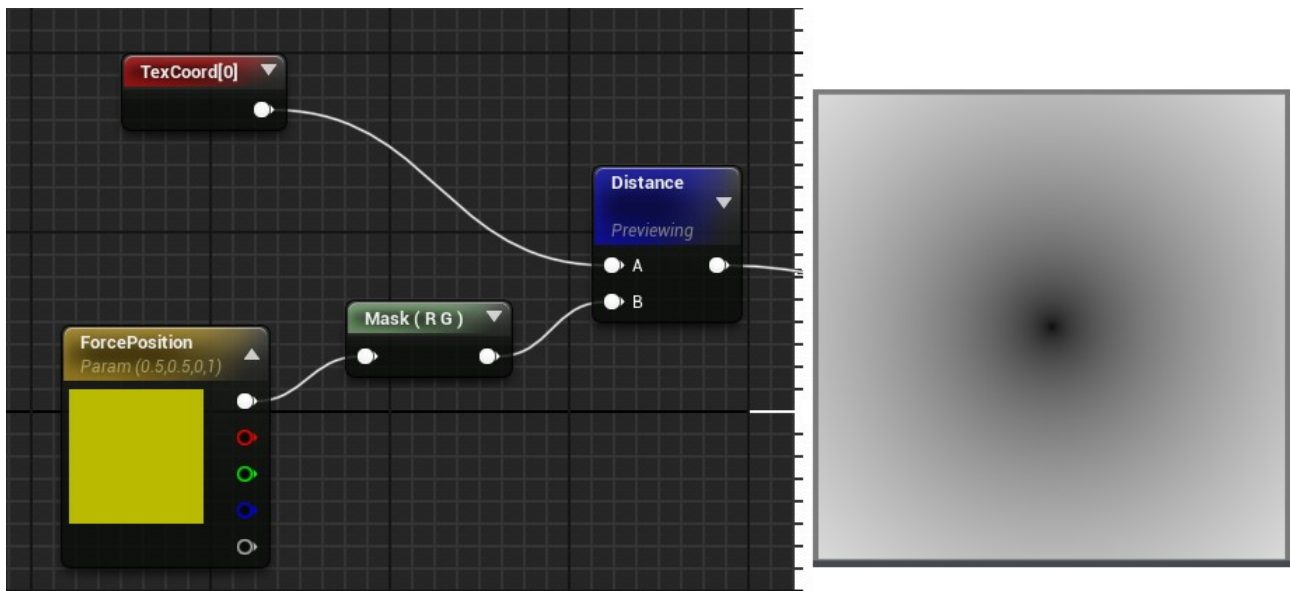 TexCoord[0]
Distance
Previewing
A
B
Mask ( R G )
ForcePosition
Param (0.5,0.5,0,1)